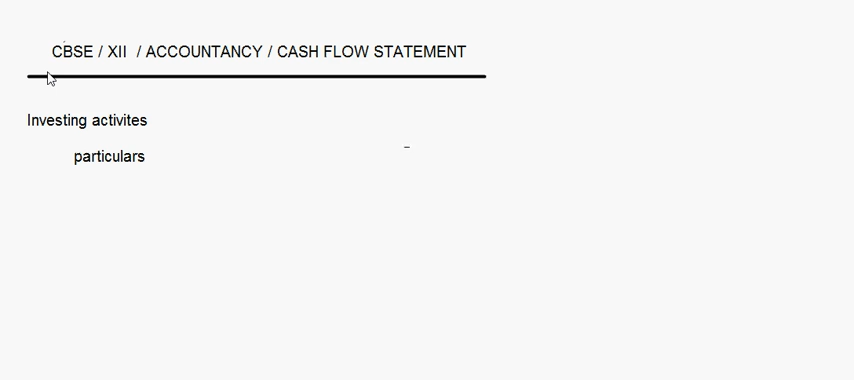 CBSE / XII / ACCOUNTANCY / CASH FLOW STATEMENT
Investing activites
particulars